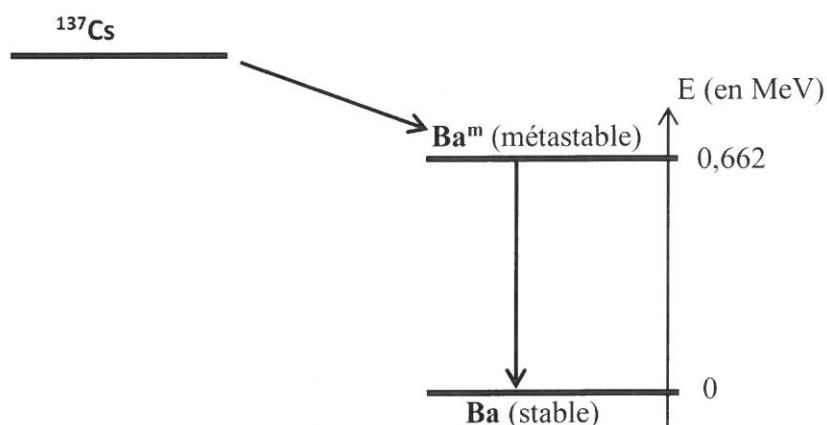 ¹³⁷Cs
E (en MeV)
Baᵐ (métastable)
0,662
0
Ba (stable)